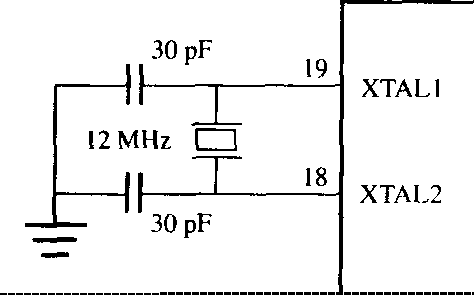 30 pF
19
XTAL1
12 MHz
18
XTAL2
30 pF